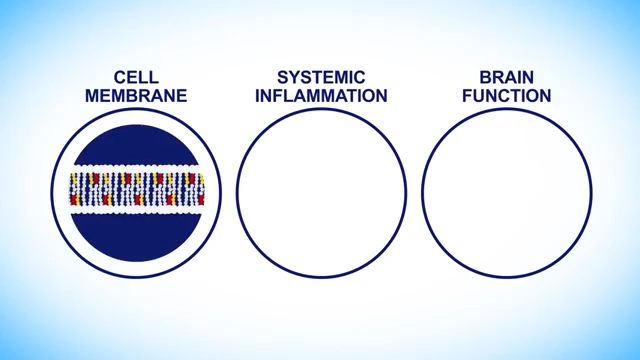 CELL
MEMBRANE
SYSTEMIC
INFLAMMATION
BRAIN
FUNCTION